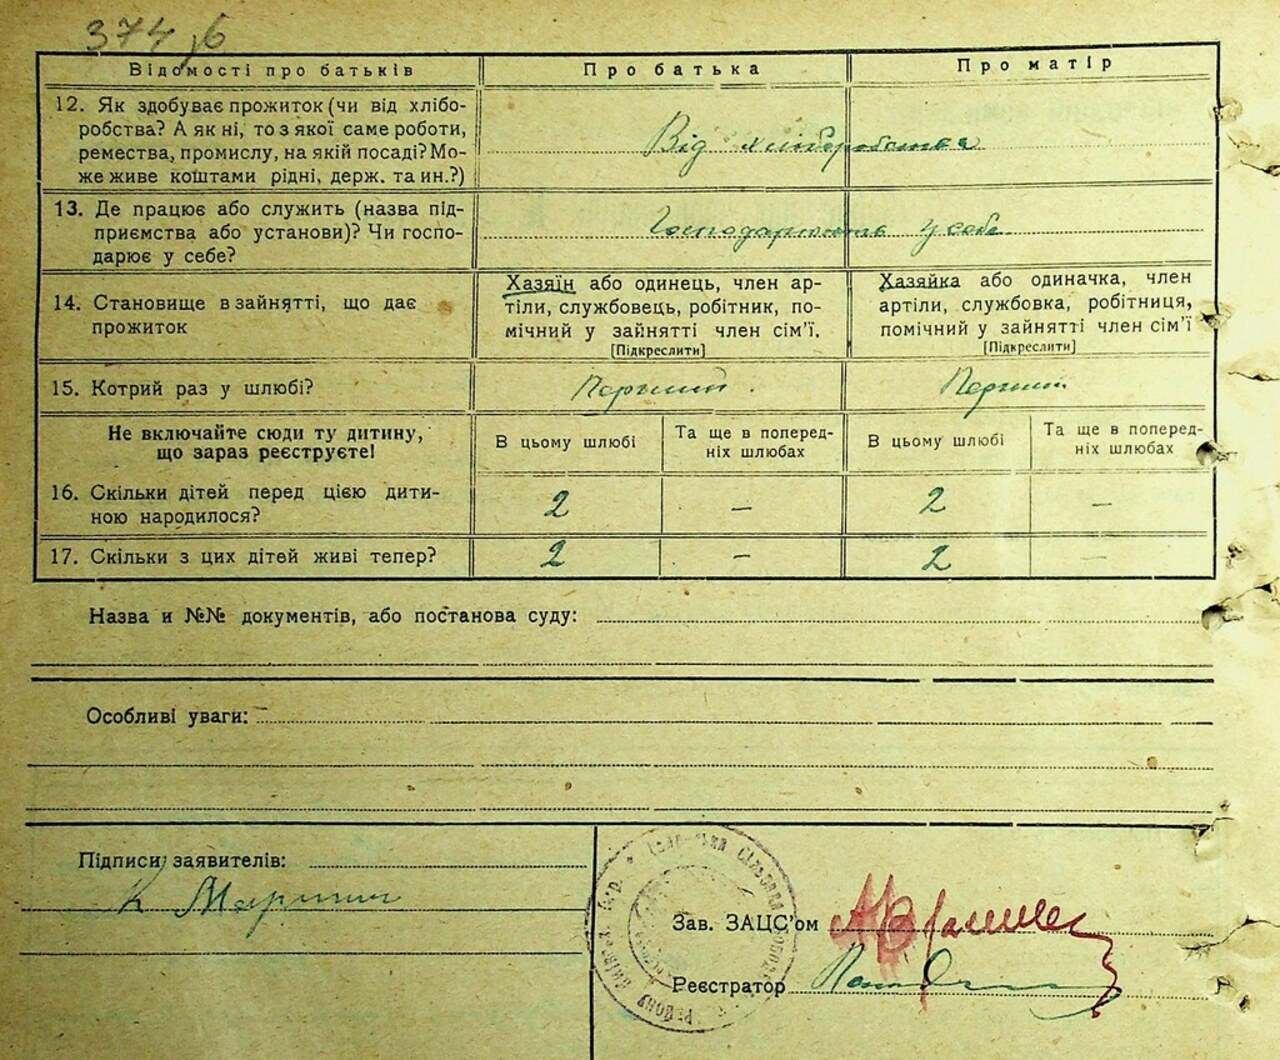 374 б
Відомості про батьків
Про батька
Про матір
12. Як здобуває прожиток (чи від хлібо-
робства? А як ні, то з якої саме роботи,
ремества, промислу, на якій посаді? Мо-
же живе коштами рідні, держ. та ин.?)
Від хліборобства
13. Де працює або служить (назва під-
приємства або установи)? Чи госпо-
дарює у себе?
у себе
14. Становище в зайнятті, що дає
прожиток
Хазяїн або одинець, член ар-
тіли, службовець, робітник, по-
мічний у зайнятті член сім'ї.
[Підкреслити]
Хазяйка або одиначка, член
артіли, службовка, робітниця,
помічний у зайнятті член сім'ї
[Підкреслити]
15. Котрий раз у шлюбі?
Перший
Перший
Не включайте сюди ту дитину,
що зараз реєструєте!
В цьому шлюбі
Та ще в поперед-
ніх шлюбах
В цьому шлюбі
Та ще в поперед-
ніх шлюбах
16. Скільки дітей перед цією дити-
ною народилося?
2
—
2
—
17. Скільки з цих дітей живі тепер?
2
—
2
—
Назва и №№ документів, або постанова суду:
Особливі уваги:
Підписи заявителів:
К
Зав. ЗАЦС'ом
Реєстратор